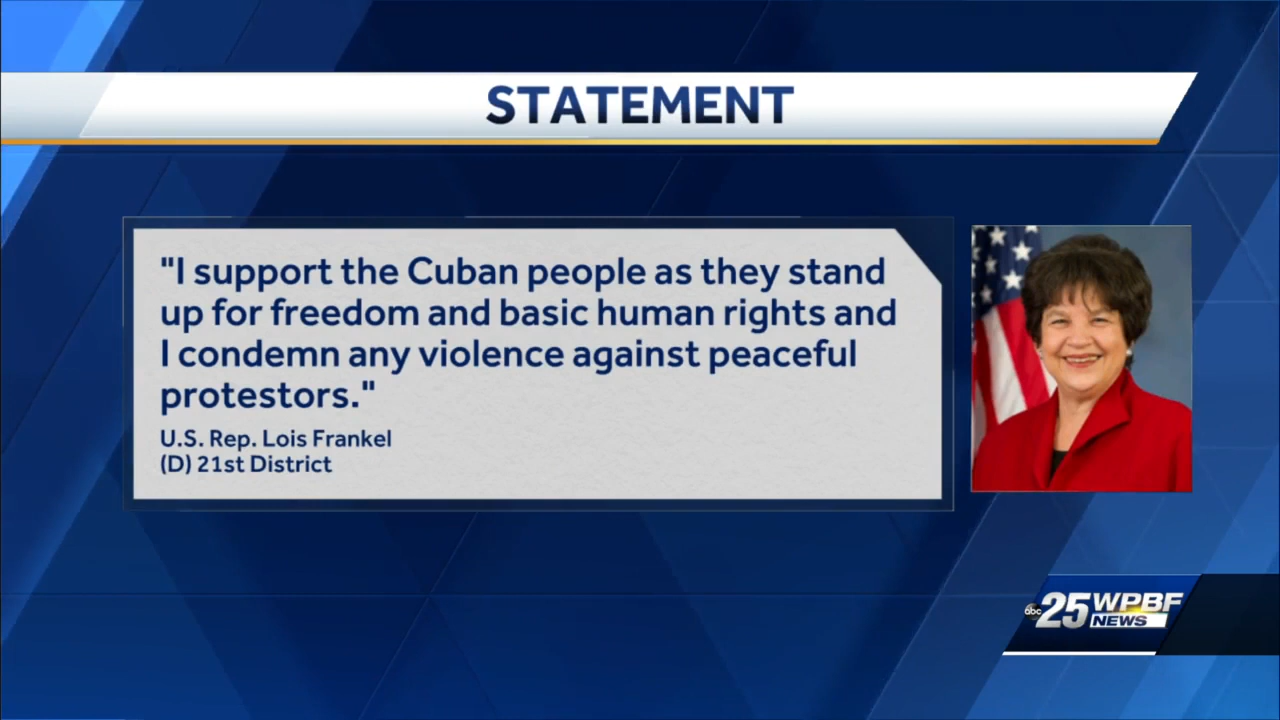 STATEMENT
"I support the Cuban people as they stand
up for freedom and basic human rights and
I condemn any violence against peaceful
protestors."
U.S. Rep. Lois Frankel
(D) 21st District
abc 25 WPBF
NEWS